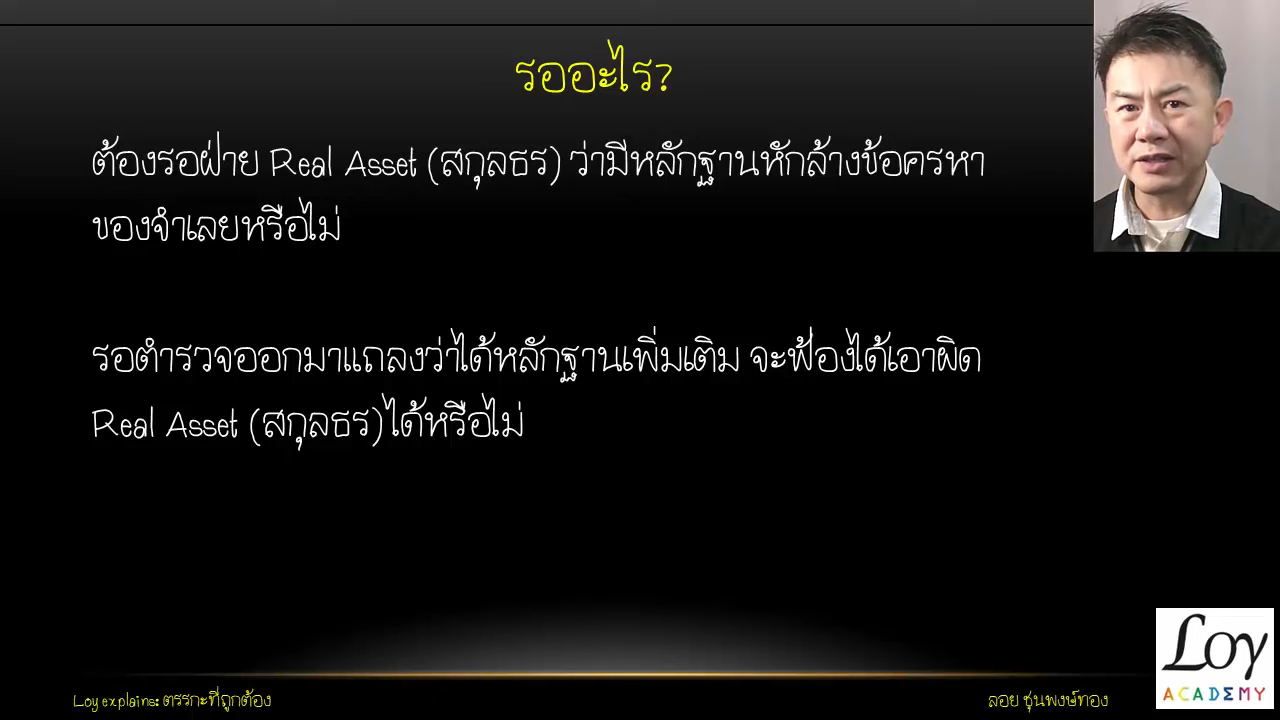 รออะไร?
ต้องรอฝ่าย Real Asset (สกุลธร) ว่ามีหลักฐานหักล้างข้อครหา
ของจำเลยหรือไม่
รอตำรวจออกมาแถลงว่าได้หลักฐานเพิ่มเติม จะฟ้องได้เอาผิด
Real Asset (สกุลธร)ได้หรือไม่
Loy explains: ตรรกะที่ถูกต้อง
ลอย ชุนพงษ์ทอง
Loy
ACADEMY